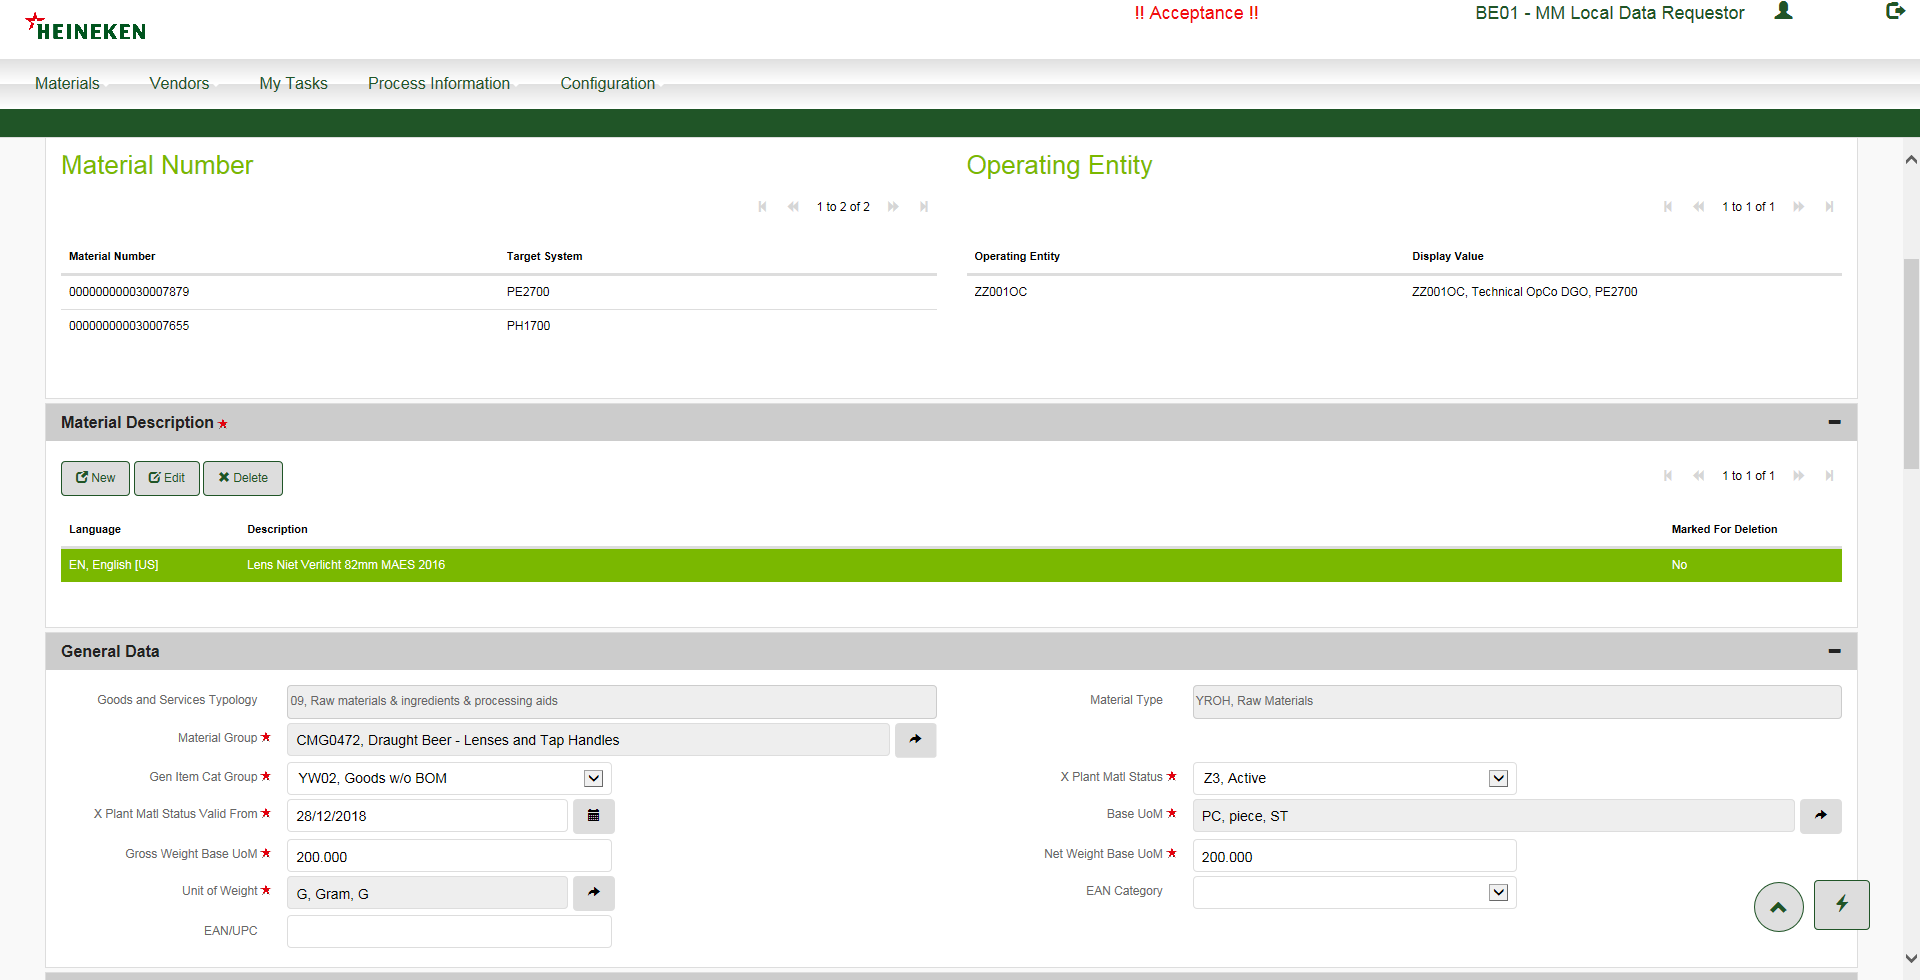 HEINEKEN
!! Acceptance !!
BE01 - MM Local Data Requestor
Materials Vendors My Tasks Process Information Configuration
Material Number
1 to 2 of 2
Material Number Target System
000000000030007879 PE2700
000000000030007655 PH1700
Operating Entity
1 to 1 of 1
Operating Entity Display Value
ZZ001OC ZZ001OC, Technical OpCo DGO, PE2700
Material Description
New Edit Delete
1 to 1 of 1
Language Description Marked For Deletion
EN, English [US] Lens Niet Verlicht 82mm MAES 2016 No
General Data
Goods and Services Typology 09, Raw materials & ingredients & processing aids
Material Type YROH, Raw Materials
Material Group CMG0472, Draught Beer - Lenses and Tap Handles
Gen Item Cat Group YW02, Goods w/o BOM
X Plant Matl Status Z3, Active
X Plant Matl Status Valid From 28/12/2018
Base UoM PC, piece, ST
Gross Weight Base UoM 200.000
Net Weight Base UoM 200.000
Unit of Weight G, Gram, G
EAN Category
EAN/UPC